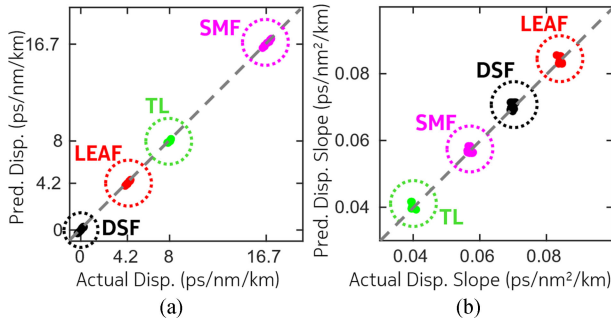 (a)
Pred. Disp. (ps/nm/km)
16.7
8
4.2
0
SMF
TL
LEAF
DSF
0 4.2 8 16.7
Actual Disp. (ps/nm/km)
(a)
(b)
Pred. Disp. Slope (ps/nm²/km)
0.08
0.06
0.04
LEAF
DSF
SMF
TL
0.04 0.06 0.08
Actual Disp. Slope (ps/nm²/km)
(b)